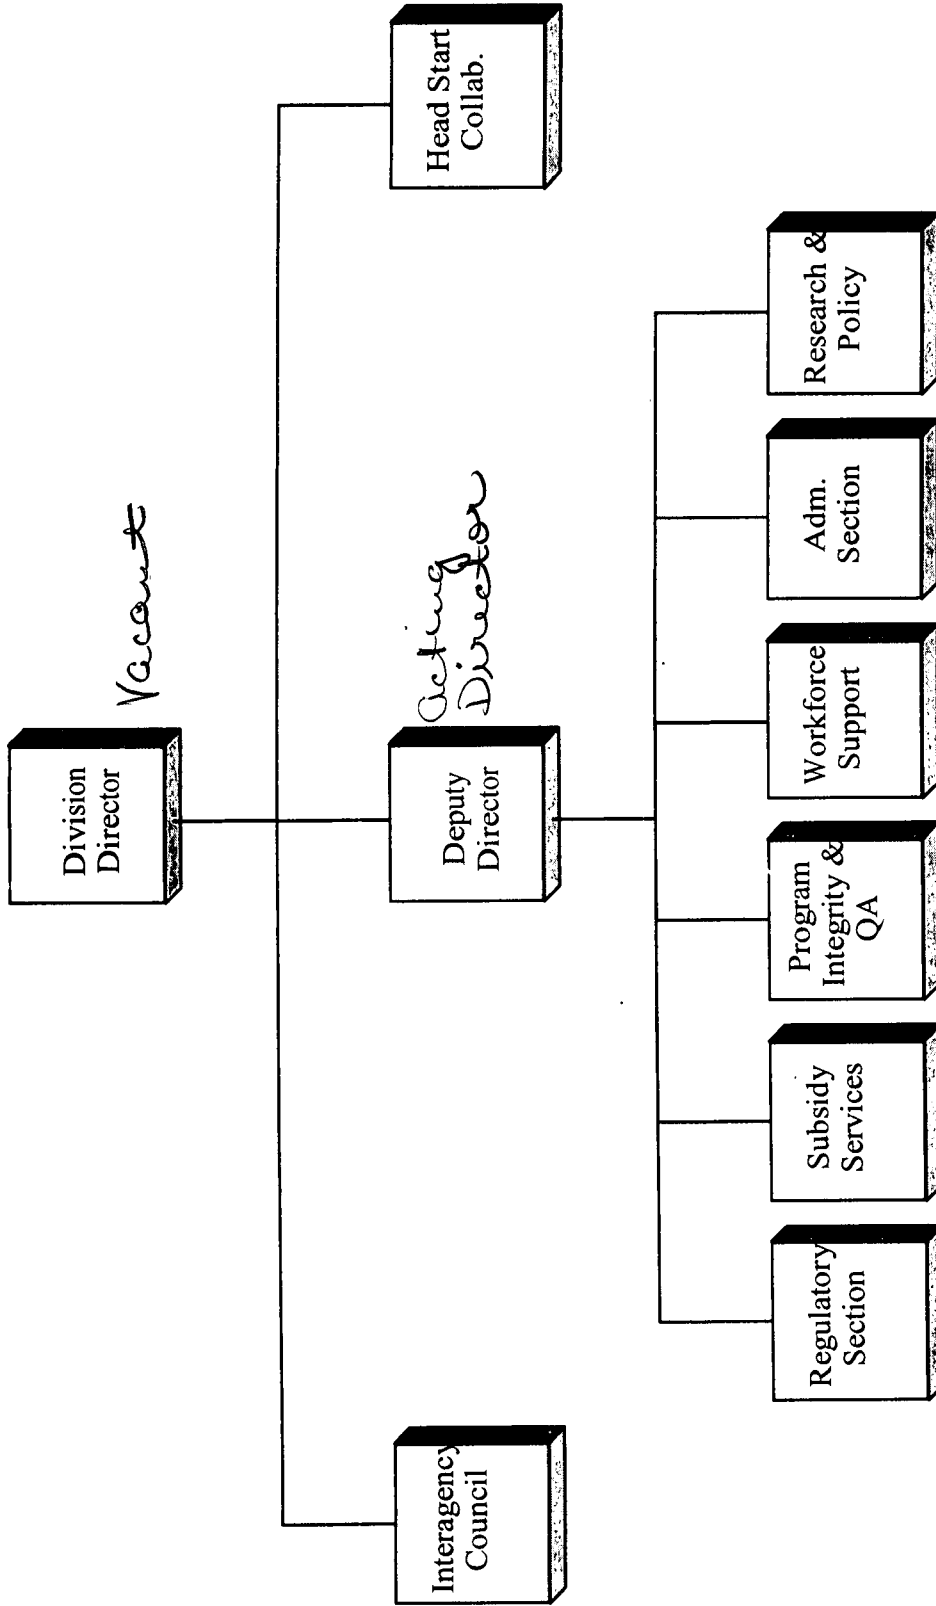 Division
Director
Vacant
Interagency
Council
Deputy
Director
Acting
Director
Head Start
Collab.
Regulatory
Section
Subsidy
Services
Program
Integrity &
QA
Workforce
Support
Adm.
Section
Research &
Policy